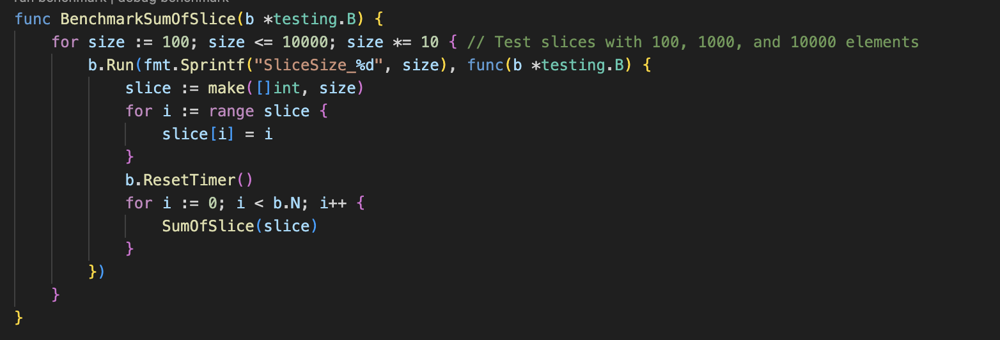 run benchmark | debug benchmark
func BenchmarkSumOfSlice(b *testing.B) {
    for size := 100; size <= 10000; size *= 10 { // Test slices with 100, 1000, and 10000 elements
        b.Run(fmt.Sprintf("SliceSize_%d", size), func(b *testing.B) {
            slice := make([]int, size)
            for i := range slice {
                slice[i] = i
            }
            b.ResetTimer()
            for i := 0; i < b.N; i++ {
                SumOfSlice(slice)
            }
        })
    }
}